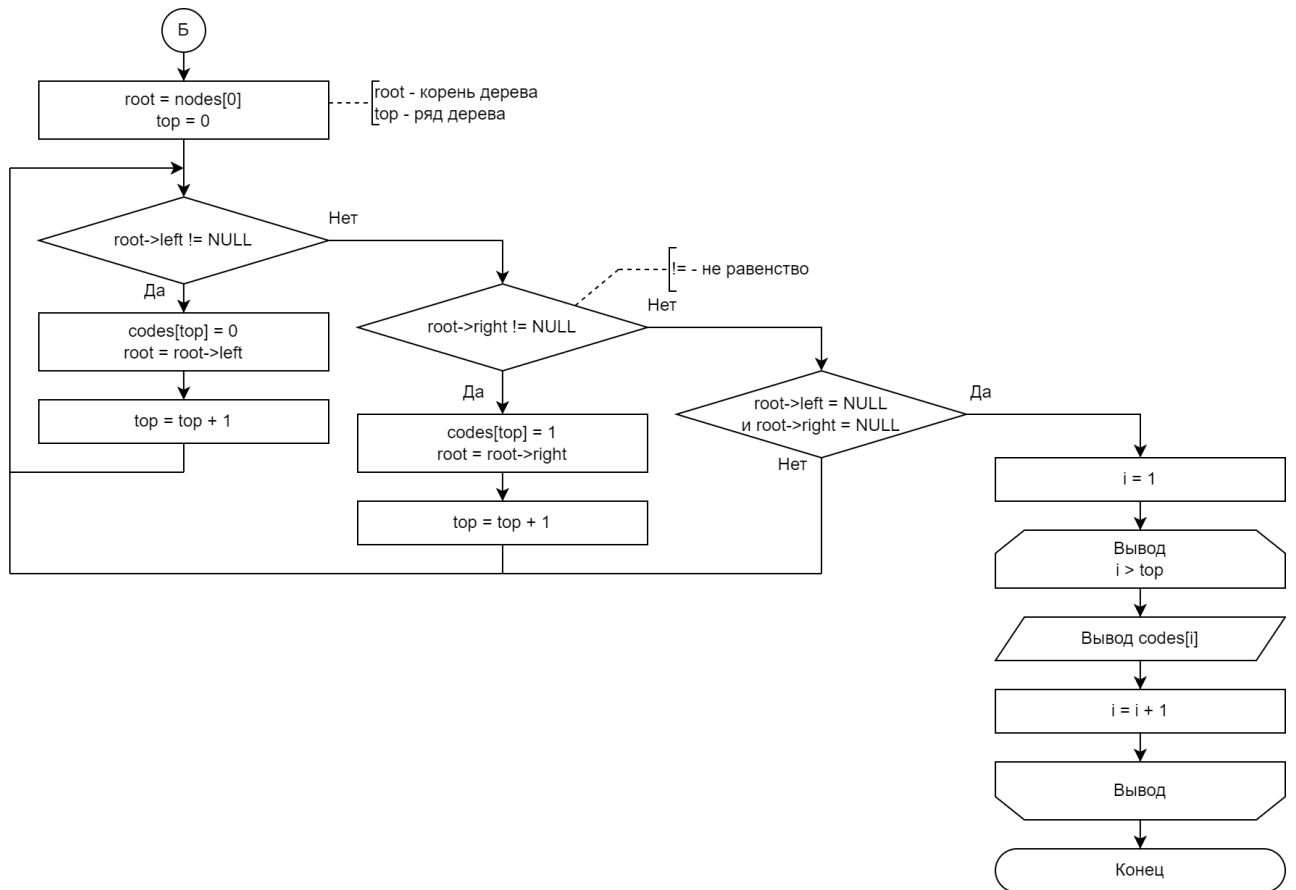 Б
root = nodes[0]
top = 0
root - корень дерева
top - ряд дерева
root->left != NULL
Нет
Да
codes[top] = 0
root = root->left
top = top + 1
!= - не равенство
root->right != NULL
Нет
Да
codes[top] = 1
root = root->right
top = top + 1
root->left = NULL
и root->right = NULL
Да
Нет
i = 1
Вывод
i > top
Вывод codes[i]
i = i + 1
Вывод
Конец